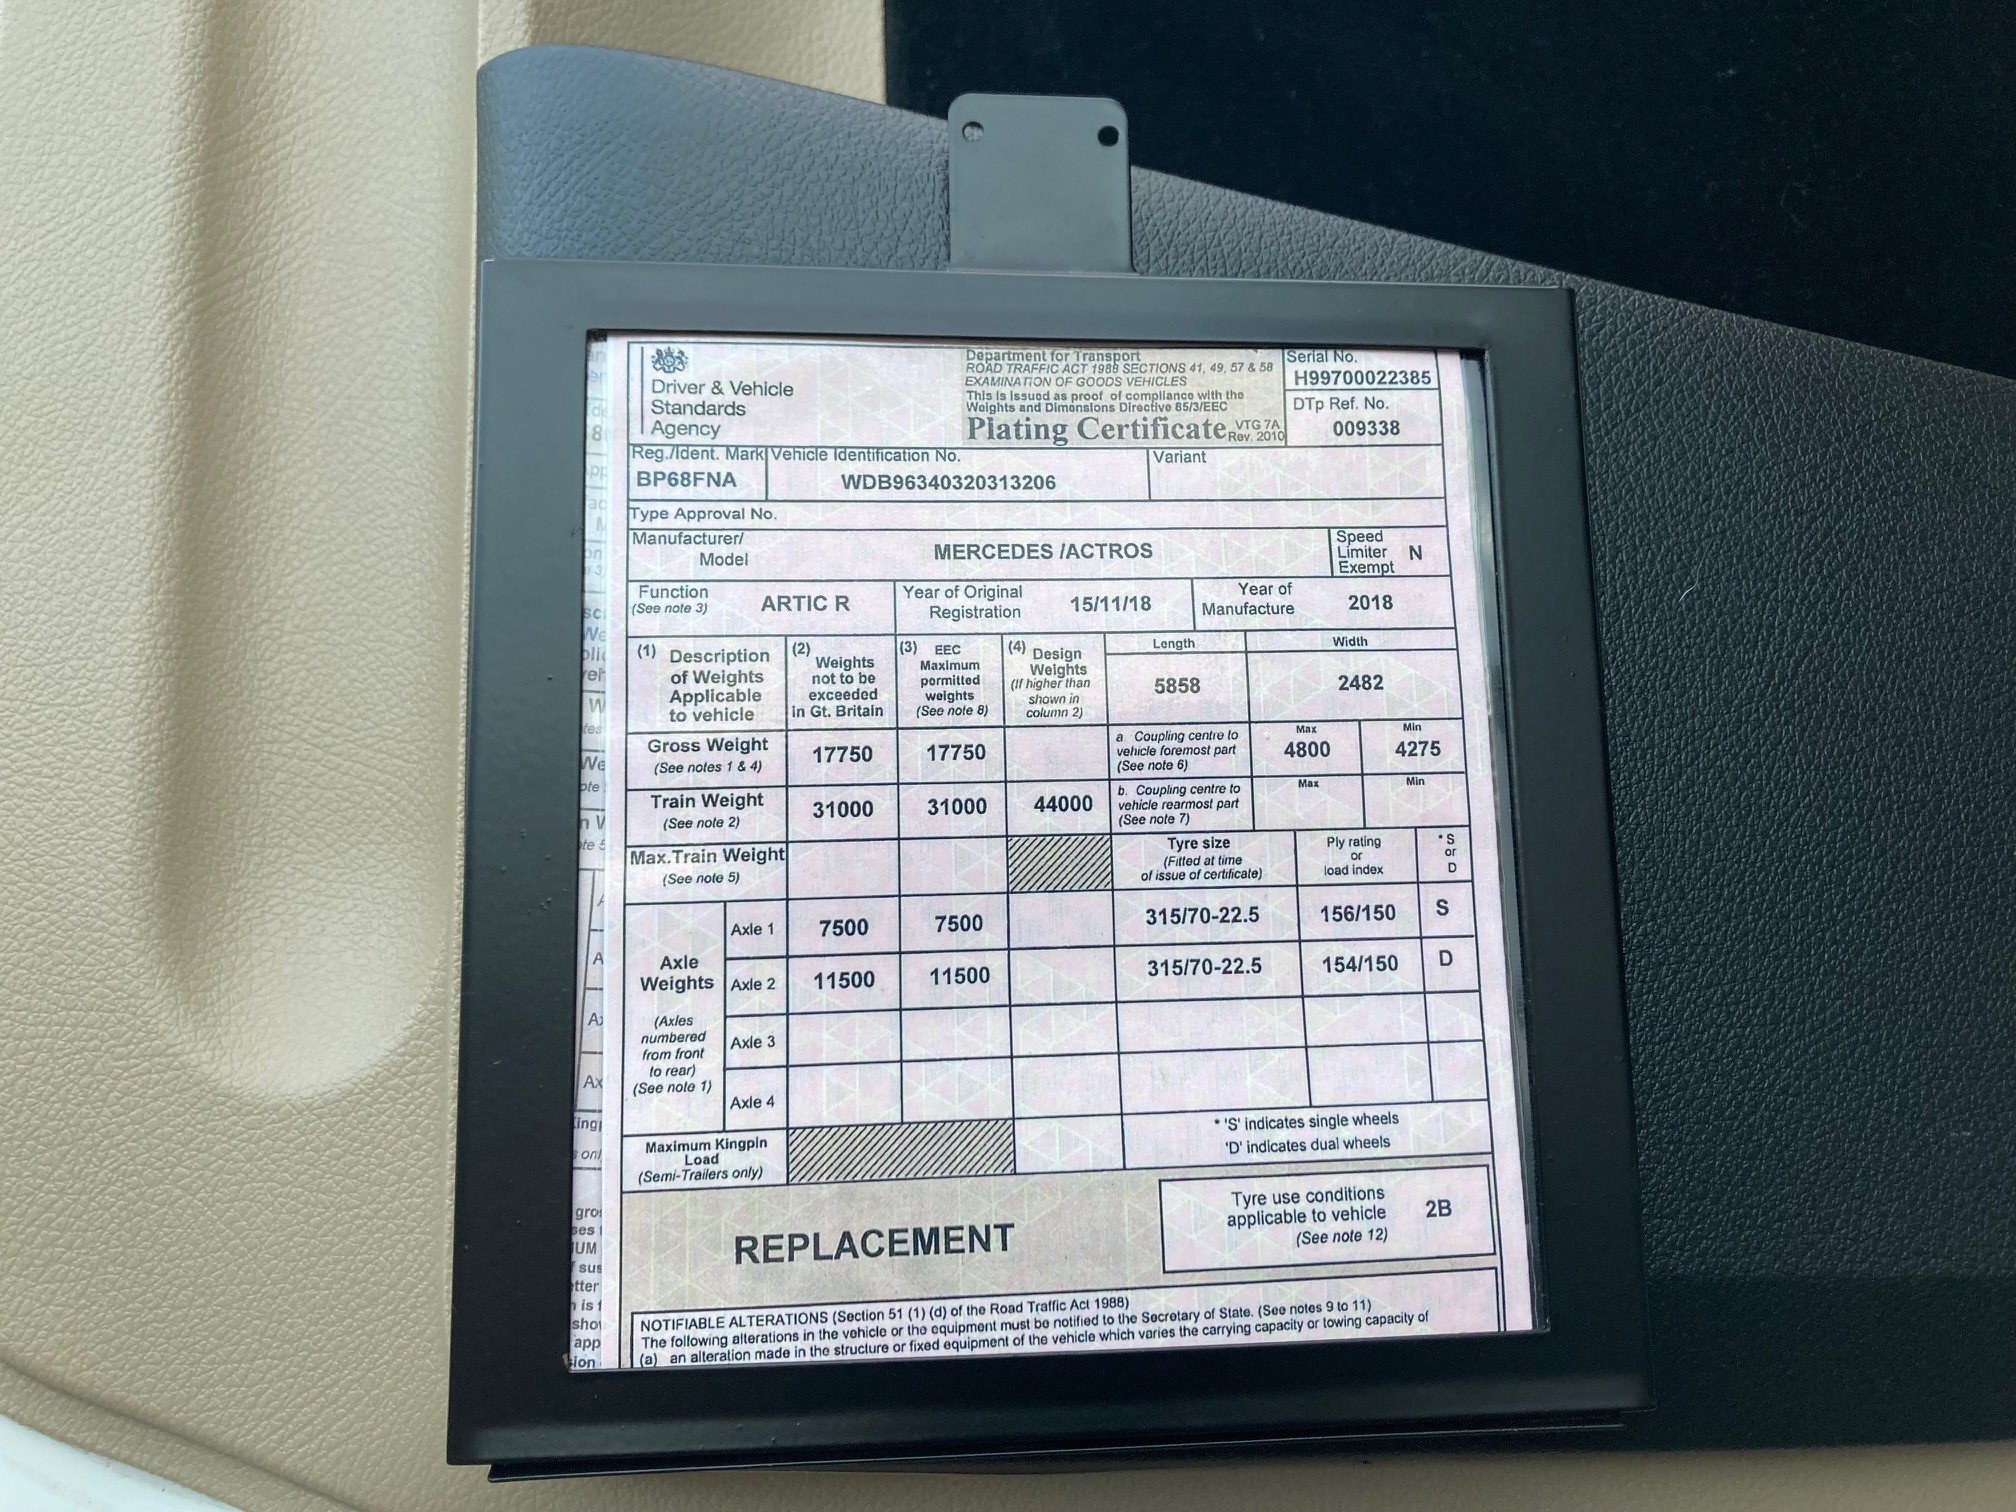 Driver & Vehicle
Standards
Agency
Department for Transport
ROAD TRAFFIC ACT 1988 SECTIONS 41, 49, 57 & 58
EXAMINATION OF GOODS VEHICLES
This is issued as proof of compliance with the
Weights and Dimensions Directive 85/3/EEC
Plating Certificate VTG 7A
Rev. 2010
Serial No.
H99700022385
DTp Ref. No.
009338
Reg./Ident. Mark
BP68FNA
Vehicle Identification No.
WDB96340320313206
Variant
Type Approval No.
Manufacturer/
Model
MERCEDES /ACTROS
Speed
Limiter
Exempt
N
Function
(See note 3)
ARTIC R
Year of Original
Registration
15/11/18
Year of
Manufacture
2018
(1) Description
of Weights
Applicable
to vehicle
(2) Weights
not to be
exceeded
in Gt. Britain
(3) EEC
Maximum
permitted
weights
(See note 8)
(4) Design
Weights
(If higher than
shown in
column 2)
Length
5858
Width
2482
Gross Weight
(See notes 1 & 4)
17750
17750
a Coupling centre to
vehicle foremost part
(See note 6)
Max
4800
Min
4275
Train Weight
(See note 2)
31000
31000
44000
b. Coupling centre to
vehicle rearmost part
(See note 7)
Max
Min
Max.Train Weight
(See note 5)
Tyre size
(Fitted at time
of issue of certificate)
Ply rating
or
load index
* S
or
D
Axle
Weights
(Axles
numbered
from front
to rear)
(See note 1)
Axle 1
7500
7500
315/70-22.5
156/150
S
Axle 2
11500
11500
315/70-22.5
154/150
D
Axle 3
Axle 4
Maximum Kingpin
Load
(Semi-Trailers only)
* 'S' indicates single wheels
'D' indicates dual wheels
REPLACEMENT
Tyre use conditions
applicable to vehicle
(See note 12)
2B
NOTIFIABLE ALTERATIONS (Section 51 (1) (d) of the Road Traffic Act 1988)
The following alterations in the vehicle or the equipment must be notified to the Secretary of State. (See notes 9 to 11)
(a) an alteration made in the structure or fixed equipment of the vehicle which varies the carrying capacity or towing capacity of